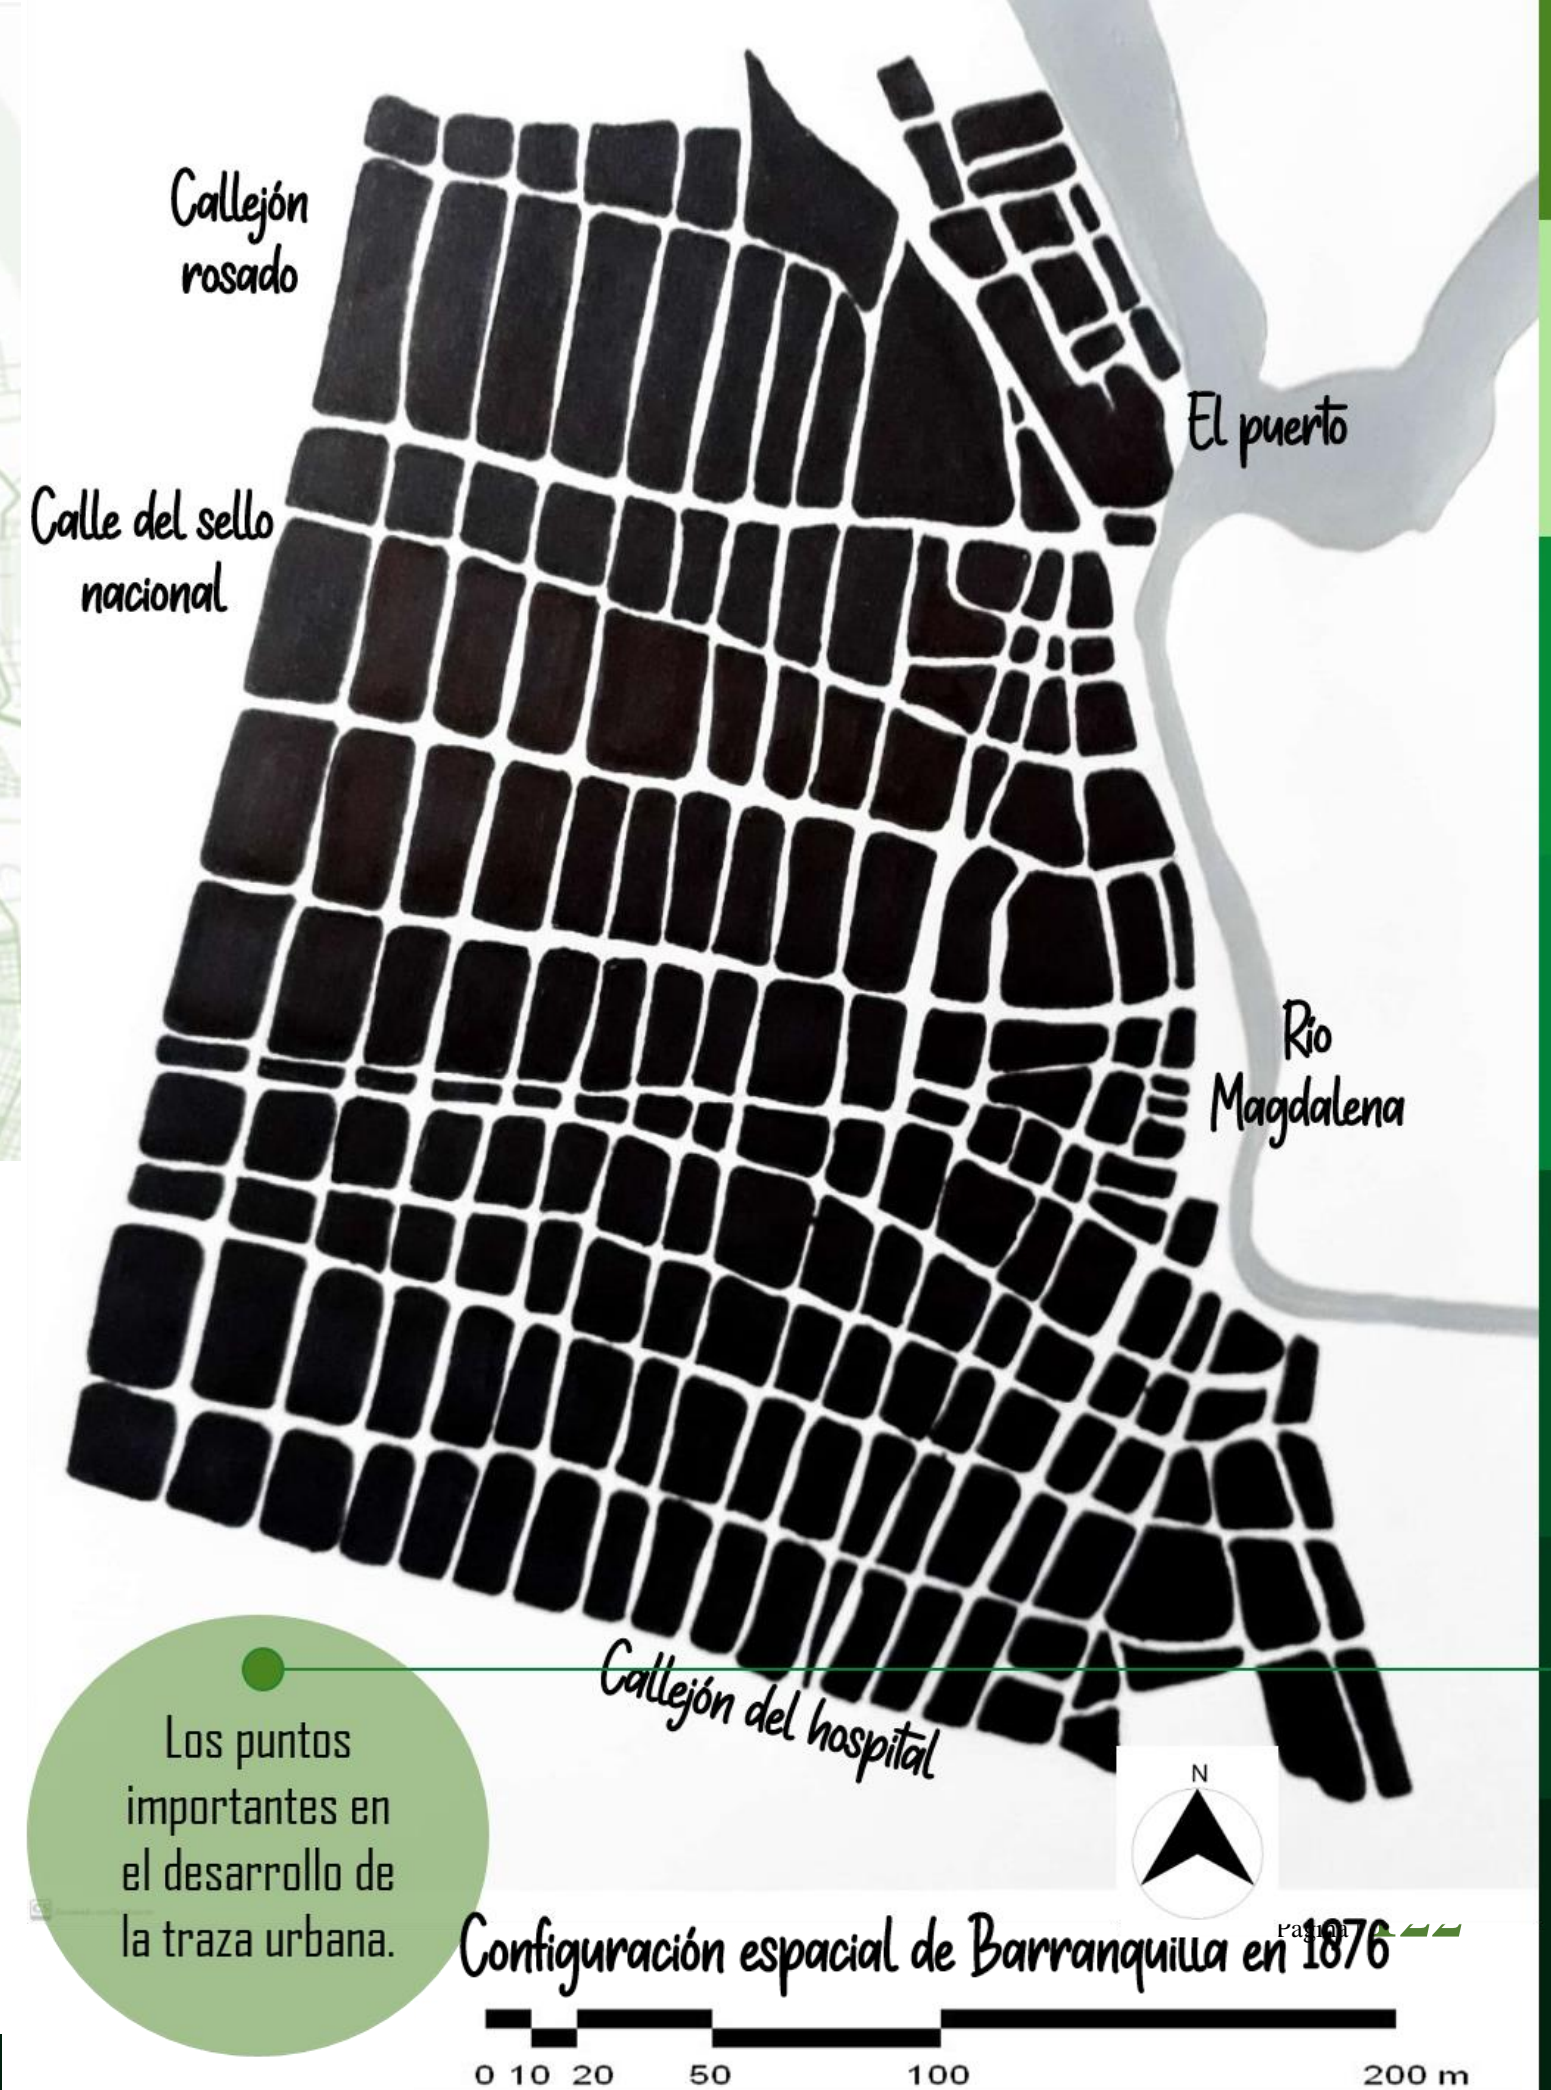 Callejón
rosado
El puerto
Calle del sello
nacional
Río
Magdalena
Callejón del hospital
Los puntos
importantes en
el desarrollo de
la traza urbana.
N
Página
Configuración espacial de Barranquilla en 1876
0 10 20 50 100 200 m